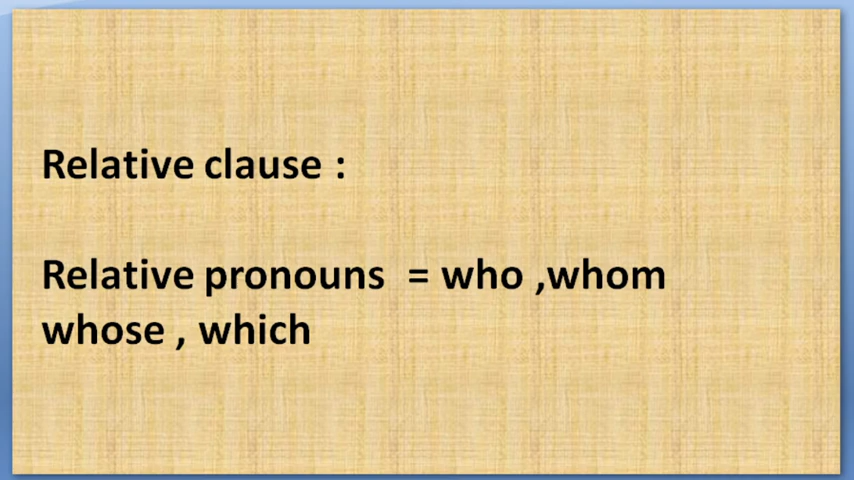 Relative clause :
Relative pronouns = who ,whom
whose , which